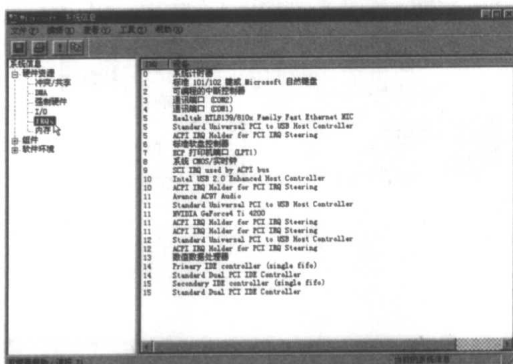 Microsoft 系统信息
文件(F) 编辑(E) 查看(V) 工具(T) 帮助(H)
系统信息
硬件资源
冲突/共享
DMA
强制硬件
I/O
IRQs
内存
组件
软件环境
IRQ 设备
0 系统计时器
1 标准 101/102 键或 Microsoft 自然键盘
2 可编程的中断控制器
3 通讯端口 (COM2)
4 通讯端口 (COM1)
5 Realtek RTL8139/810x Family Fast Ethernet NIC
5 Standard Universal PCI to USB Host Controller
5 ACPI IRQ Holder for PCI IRQ Steering
6 标准软盘控制器
7 ECP 打印机端口 (LPT1)
8 系统 CMOS/实时钟
9 SCI IRQ used by ACPI bus
10 Intel USB 2.0 Enhanced Host Controller
10 ACPI IRQ Holder for PCI IRQ Steering
11 Avance AC97 Audio
11 Standard Universal PCI to USB Host Controller
11 NVIDIA GeForce4 Ti 4200
11 ACPI IRQ Holder for PCI IRQ Steering
11 ACPI IRQ Holder for PCI IRQ Steering
12 Standard Universal PCI to USB Host Controller
12 ACPI IRQ Holder for PCI IRQ Steering
13 数值数据处理器
14 Primary IDE controller (single fifo)
14 Standard Dual PCI IDE Controller
15 Secondary IDE controller (single fifo)
15 Standard Dual PCI IDE Controller